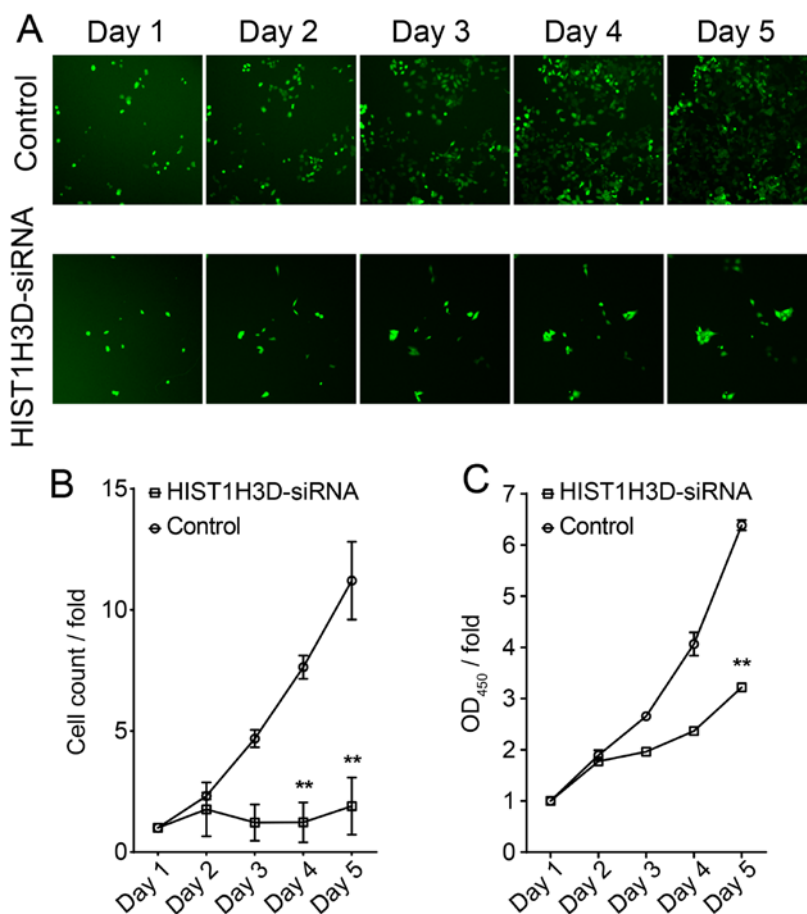 A
Day 1 Day 2 Day 3 Day 4 Day 5
Control
HIST1H3D-siRNA
B
HIST1H3D-siRNA
Control
Cell count / fold
15
10
5
0
**
**
Day 1 Day 2 Day 3 Day 4 Day 5
C
HIST1H3D-siRNA
Control
OD450 / fold
7
6
5
4
3
2
1
0
**
Day 1 Day 2 Day 3 Day 4 Day 5